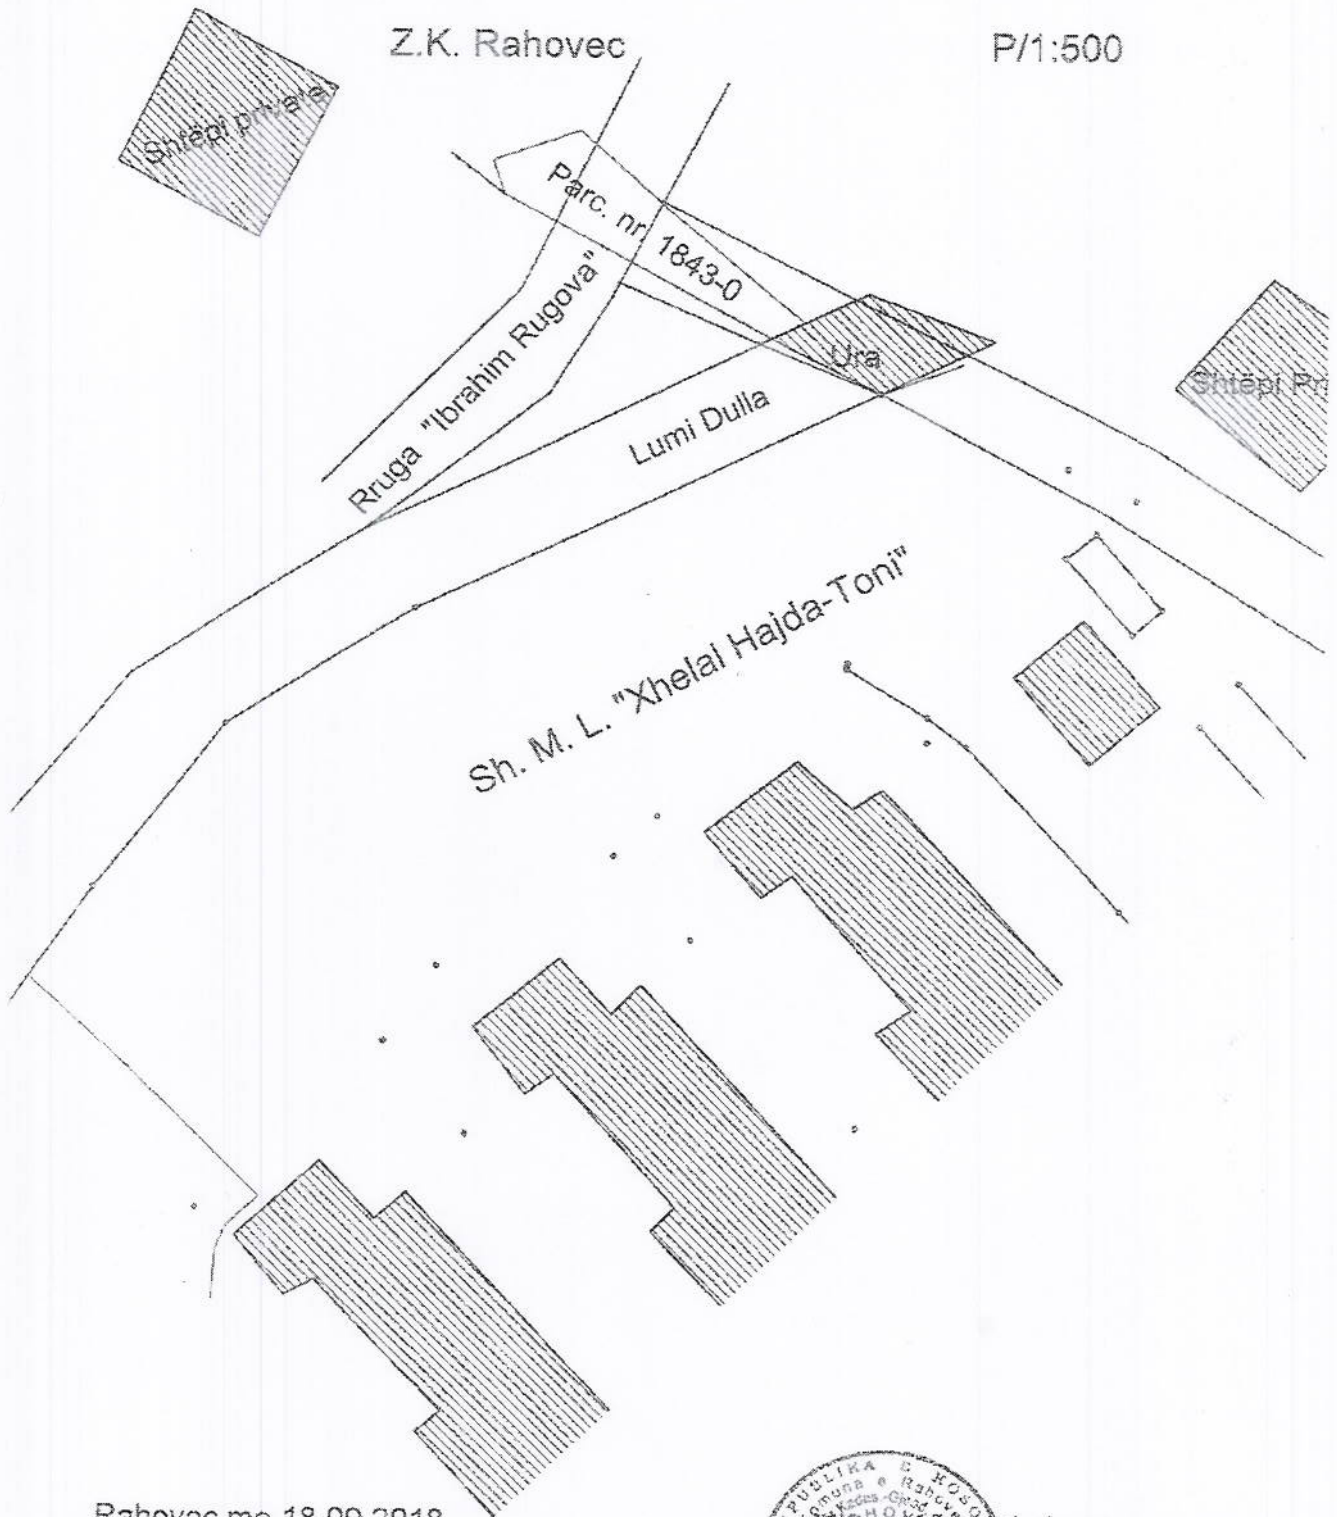 Z.K. Rahovec
P/1:500
Shtëpi private
Parc. nr. 1843-0
Rruga "Ibrahim Rugova"
Ura
Shtëpi Pri
Lumi Dulla
Sh. M. L. "Xhelal Hajda-Toni"
Rahovec me 18.09.2018